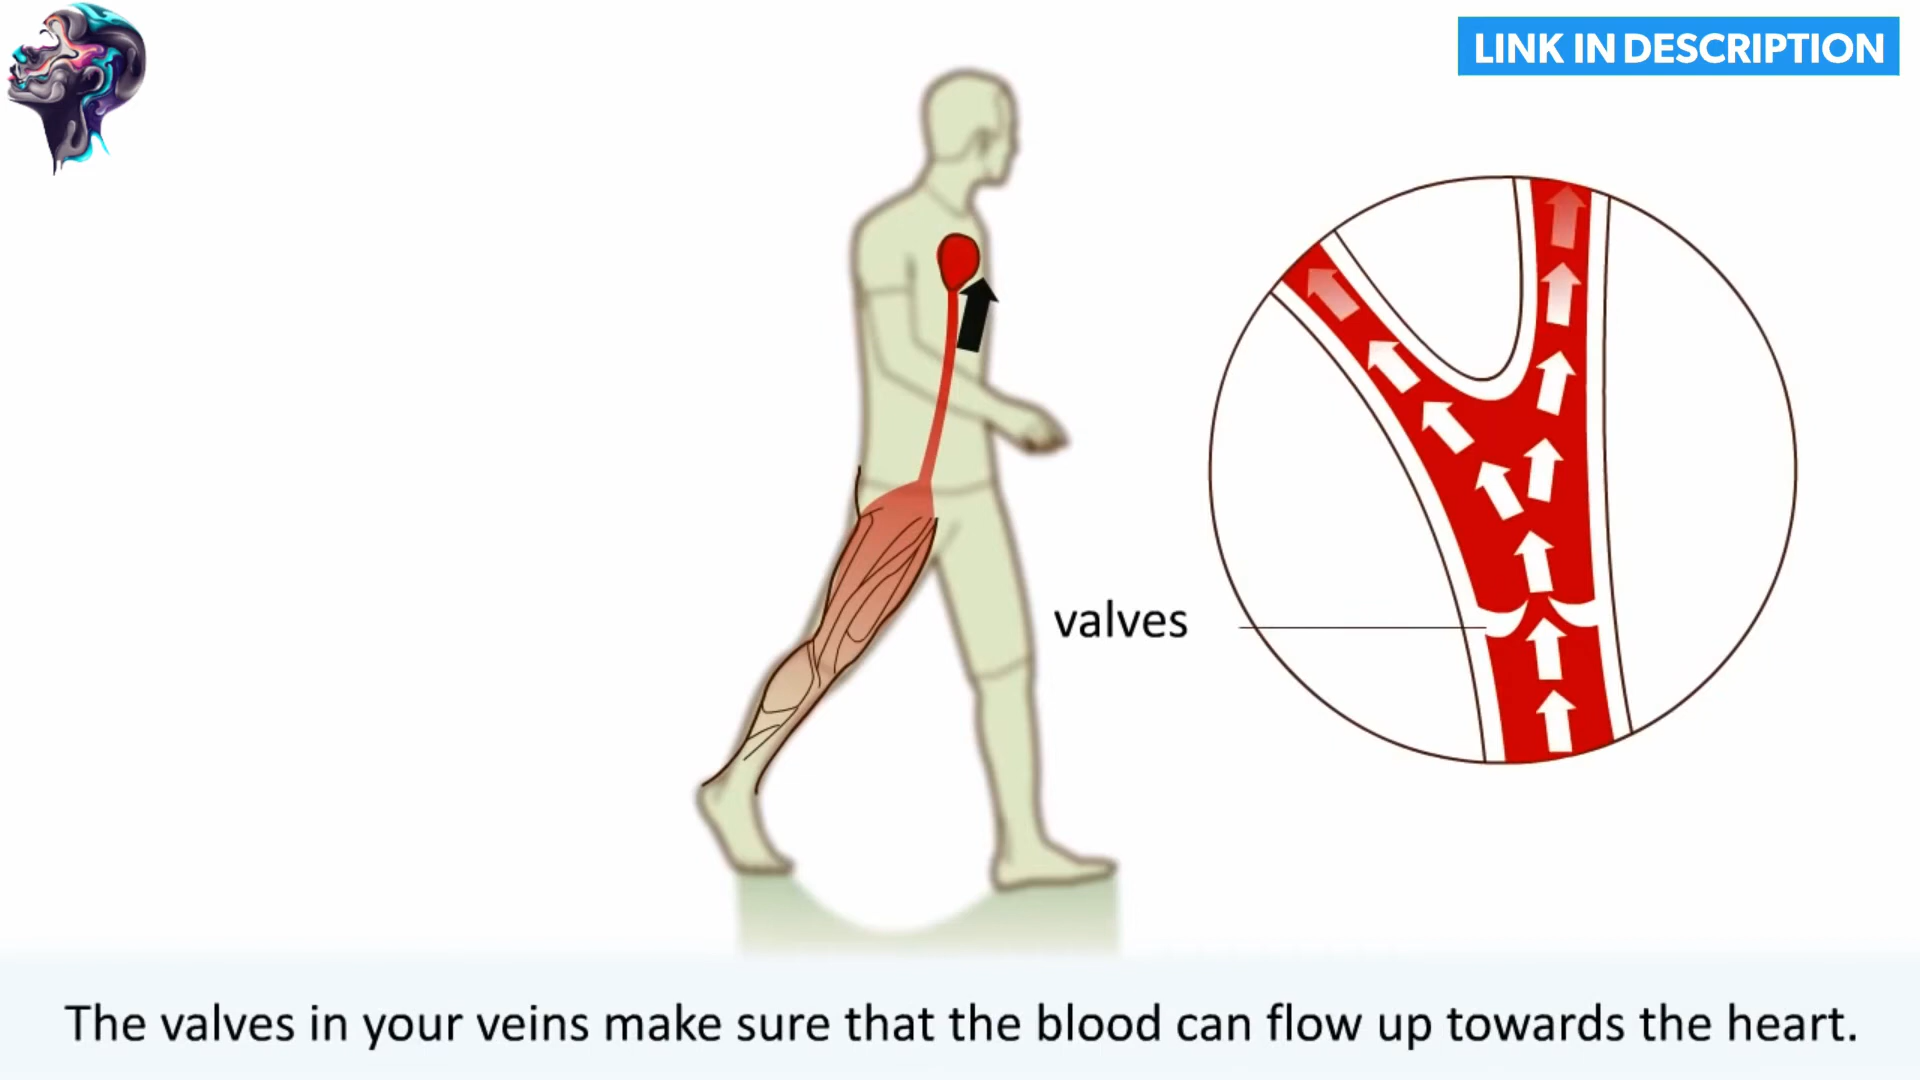 LINK IN DESCRIPTION
valves
The valves in your veins make sure that the blood can flow up towards the heart.